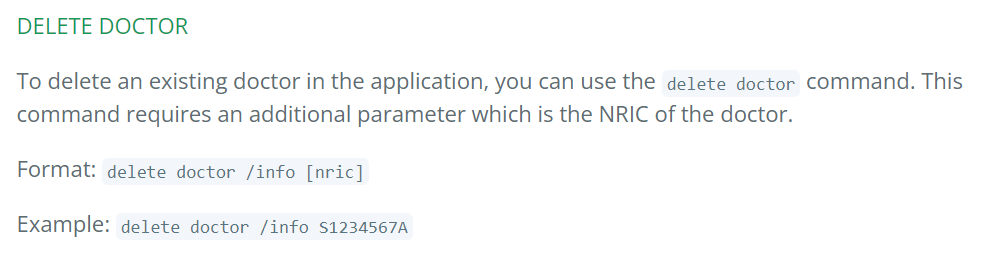 DELETE DOCTOR
To delete an existing doctor in the application, you can use the delete doctor command. This
command requires an additional parameter which is the NRIC of the doctor.
Format: delete doctor /info [nric]
Example: delete doctor /info S1234567A